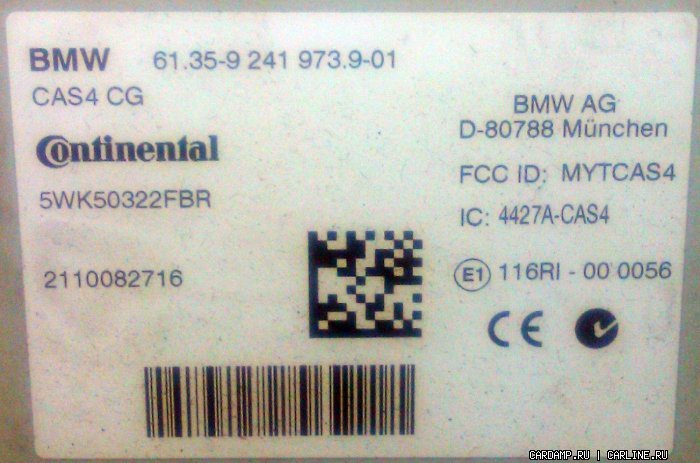 BMW 61.35-9 241 973.9-01
CAS4 CG
Continental
5WK50322FBR
2110082716
BMW AG
D-80788 München
FCC ID: MYTCAS4
IC: 4427A-CAS4
E1 116RI - 00 0056
CE
CARDAMP.RU | CARLINE.RU